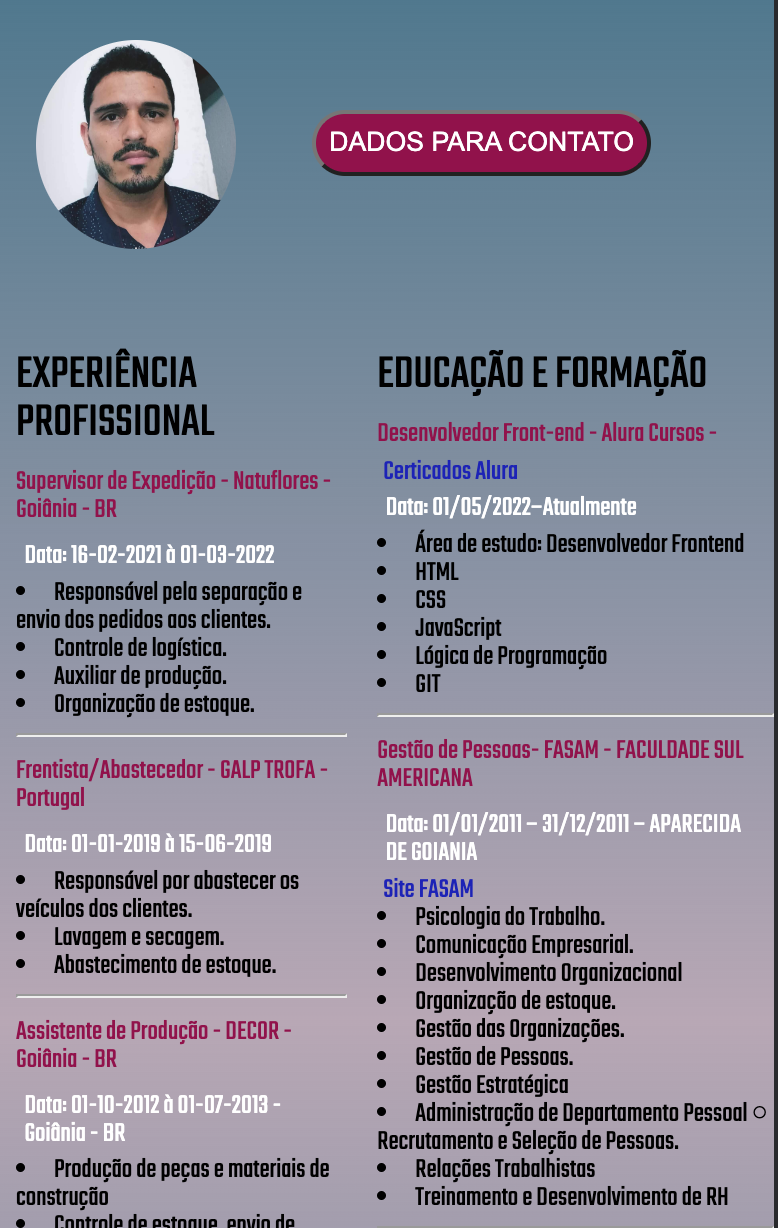 DADOS PARA CONTATO
EXPERIÊNCIA
PROFISSIONAL
Supervisor de Expedição - Natuflores -
Goiânia - BR
Data: 16-02-2021 à 01-03-2022
• Responsável pela separação e
envio dos pedidos aos clientes.
• Controle de logística.
• Auxiliar de produção.
• Organização de estoque.
Frentista/Abastecedor - GALP TROFA -
Portugal
Data: 01-01-2019 à 15-06-2019
• Responsável por abastecer os
veículos dos clientes.
• Lavagem e secagem.
• Abastecimento de estoque.
Assistente de Produção - DECOR -
Goiânia - BR
Data: 01-10-2012 à 01-07-2013 -
Goiânia - BR
• Produção de peças e materiais de
construção
• Controle de estoque, envio de
EDUCAÇÃO E FORMAÇÃO
Desenvolvedor Front-end - Alura Cursos -
Certicados Alura
Data: 01/05/2022–Atualmente
• Área de estudo: Desenvolvedor Frontend
• HTML
• CSS
• JavaScript
• Lógica de Programação
• GIT
Gestão de Pessoas- FASAM - FACULDADE SUL
AMERICANA
Data: 01/01/2011 – 31/12/2011 – APARECIDA
DE GOIANIA
Site FASAM
• Psicologia do Trabalho.
• Comunicação Empresarial.
• Desenvolvimento Organizacional
• Organização de estoque.
• Gestão das Organizações.
• Gestão de Pessoas.
• Gestão Estratégica
• Administração de Departamento Pessoal ○
Recrutamento e Seleção de Pessoas.
• Relações Trabalhistas
• Treinamento e Desenvolvimento de RH